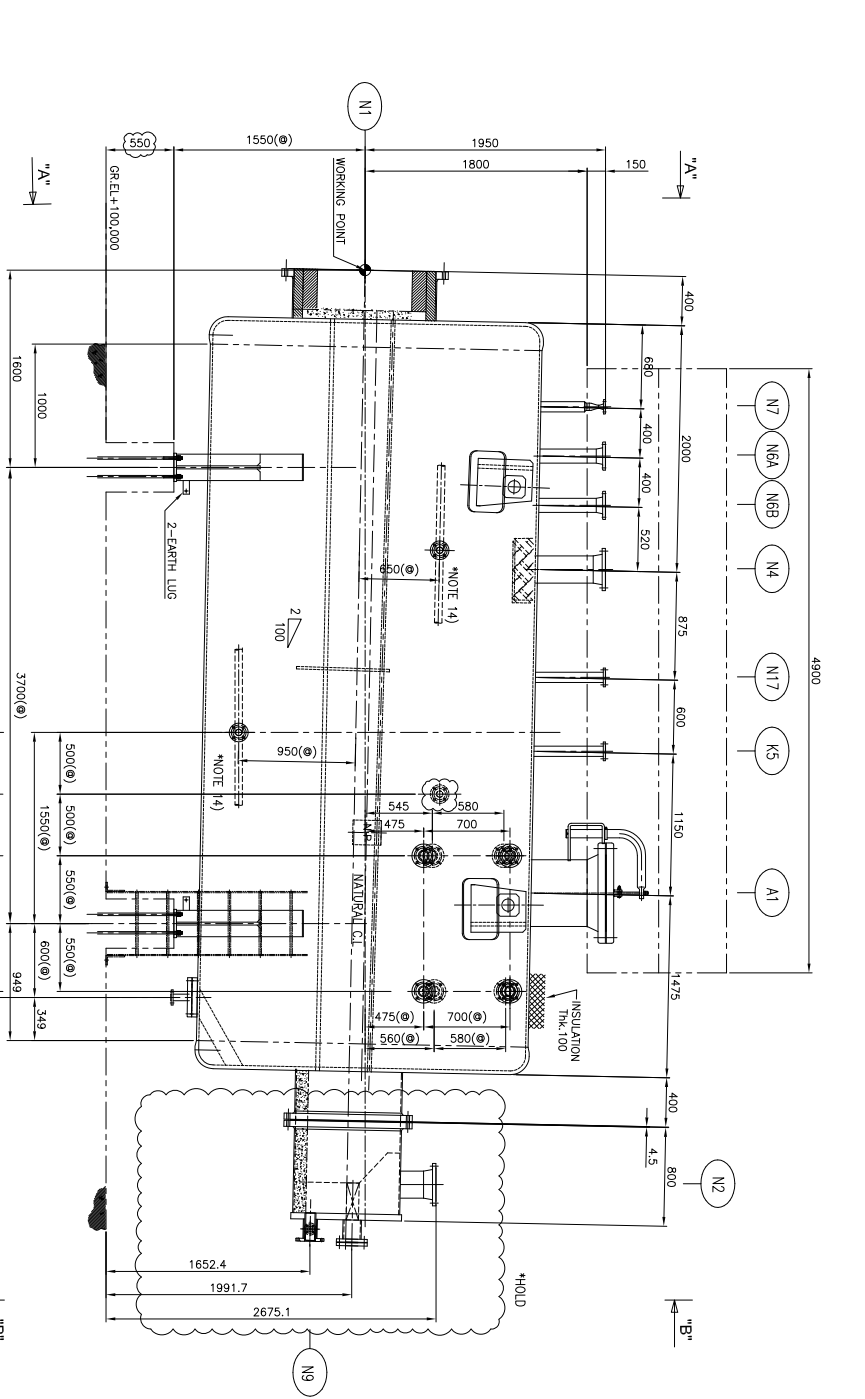 4900
N7
N6A
N6B
N4
N17
K5
A1
N2
N1
N9
"A"
"A"
"B"
"B"
550
1550(@)
1950
1800
150
GR.EL+100,000
WORKING POINT
400
2000
875
600
1150
1475
400
800
4.5
680
400
400
520
650(@)
*NOTE 14)
2
100
2-EARTH LUG
950(@)
*NOTE 14)
545
580
475
700
NATURAL C.L
475(@)
700(@)
560(@)
580(@)
INSULATION
Thk.100
1600
1000
3700(@)
500(@)
500(@)
550(@)
550(@)
1550(@)
600(@)
949
349
1652.4
1991.7
2675.1
*HOLD